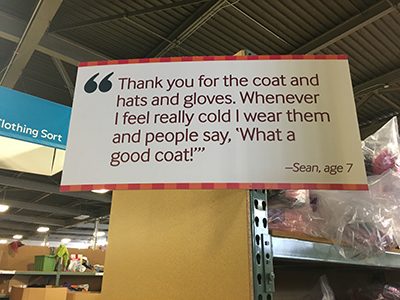 Clothing Sort
“Thank you for the coat and
hats and gloves. Whenever
I feel really cold I wear them
and people say, ‘What a
good coat!’”
–Sean, age 7